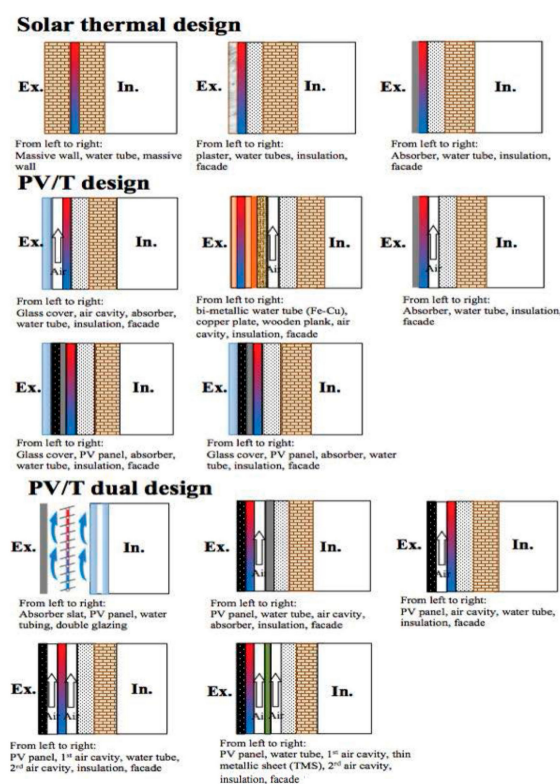 Solar thermal design
Ex. In.
From left to right:
Massive wall, water tube, massive
wall
Ex. In.
From left to right:
plaster, water tubes, insulation,
facade
Ex. In.
From left to right:
Absorber, water tube, insulation,
facade
PV/T design
Ex. Air In.
From left to right:
Glass cover, air cavity, absorber,
water tube, insulation, facade
Ex. Air In.
From left to right:
bi-metallic water tube (Fe-Cu),
copper plate, wooden plank, air
cavity, insulation, facade
Ex. Air In.
From left to right:
Absorber, water tube, insulation,
facade
Ex. In.
From left to right:
Glass cover, PV panel, absorber,
water tube, insulation, facade
Ex. In.
From left to right:
Glass cover, PV panel, absorber, water
tube, insulation, facade
PV/T dual design
Ex. In.
From left to right:
Absorber slat, PV panel, water
tubing, double glazing
Ex. Air In.
From left to right:
PV panel, water tube, air cavity,
absorber, insulation, facade
Ex. Air In.
From left to right:
PV panel, air cavity, water tube,
insulation, facade
Ex. Air Air In.
From left to right:
PV panel, 1st air cavity, water tube,
2rd air cavity, insulation, facade
Ex. Air Air In.
From left to right:
PV panel, water tube, 1st air cavity, thin
metallic sheet (TMS), 2rd air cavity,
insulation, facade